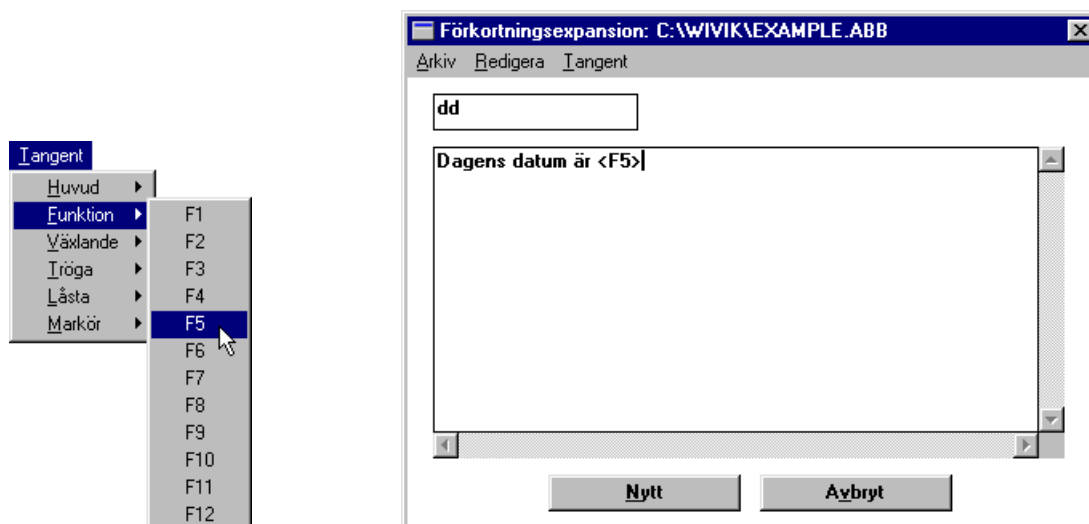 Tangent
Huvud
Funktion
Växlande
Tröga
Låsta
Markör
F1
F2
F3
F4
F5
F6
F7
F8
F9
F10
F11
F12
Förkortningsexpansion: C:\WIVIK\EXAMPLE.ABB
Arkiv Redigera Tangent
dd
Dagens datum är <F5>
Nytt Avbryt